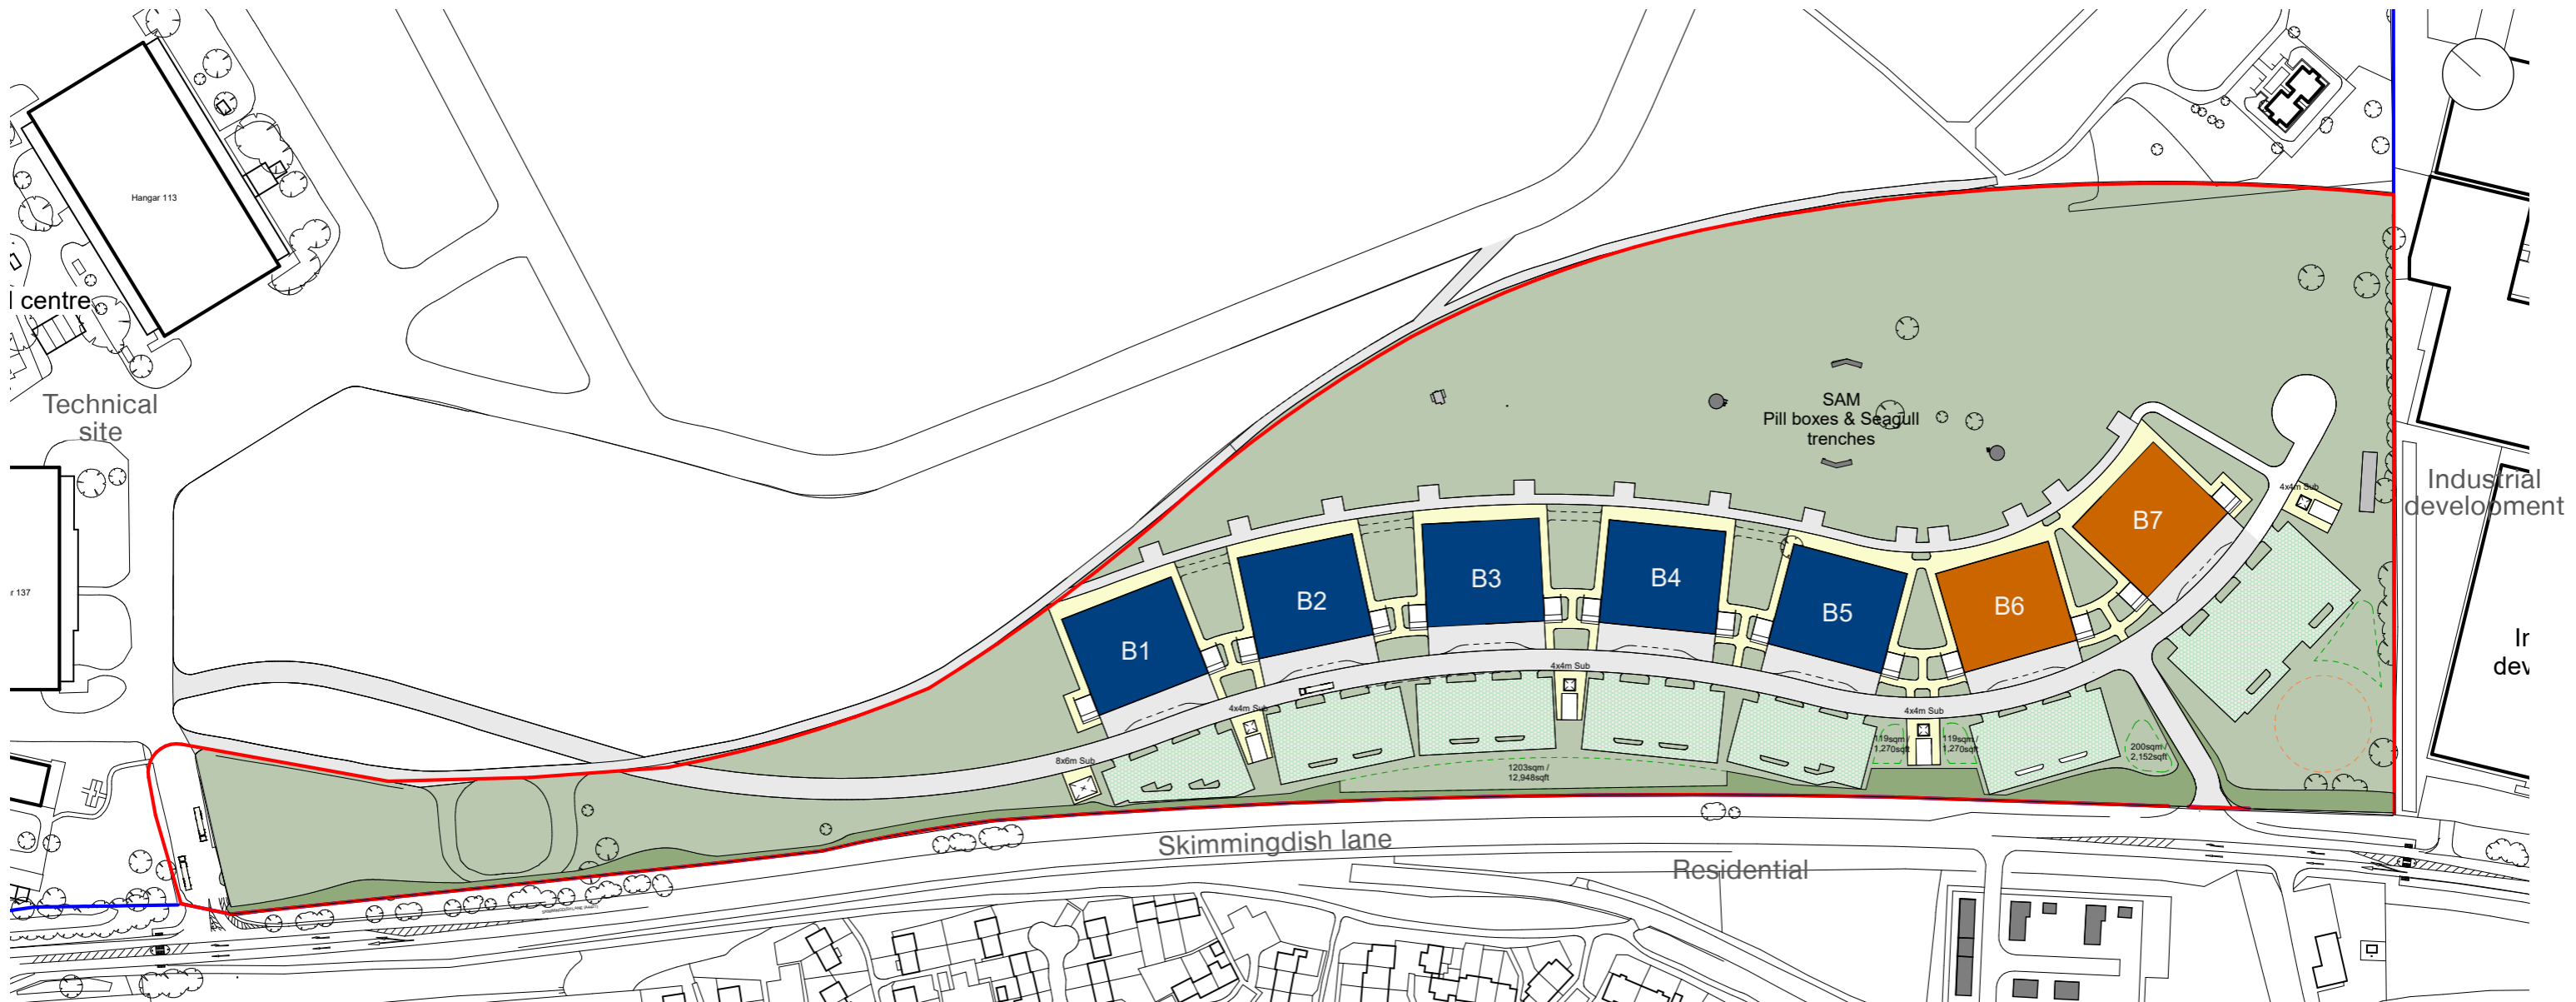 Hangar 113
l centre
Technical
site
r 137
SAM
Pill boxes & Seagull
trenches
Industrial
development
4x4m Sub
B7
B3
B4
B2
B5
B6
B1
4x4m Sub
4x4m Sub
4x4m Sub
8x6m Sub
119sqm /
1,270sqft
119sqm /
1,270sqft
200sqm /
2,152sqft
1203sqm /
12,948sqft
Skimmingdish lane
Residential
In
dev